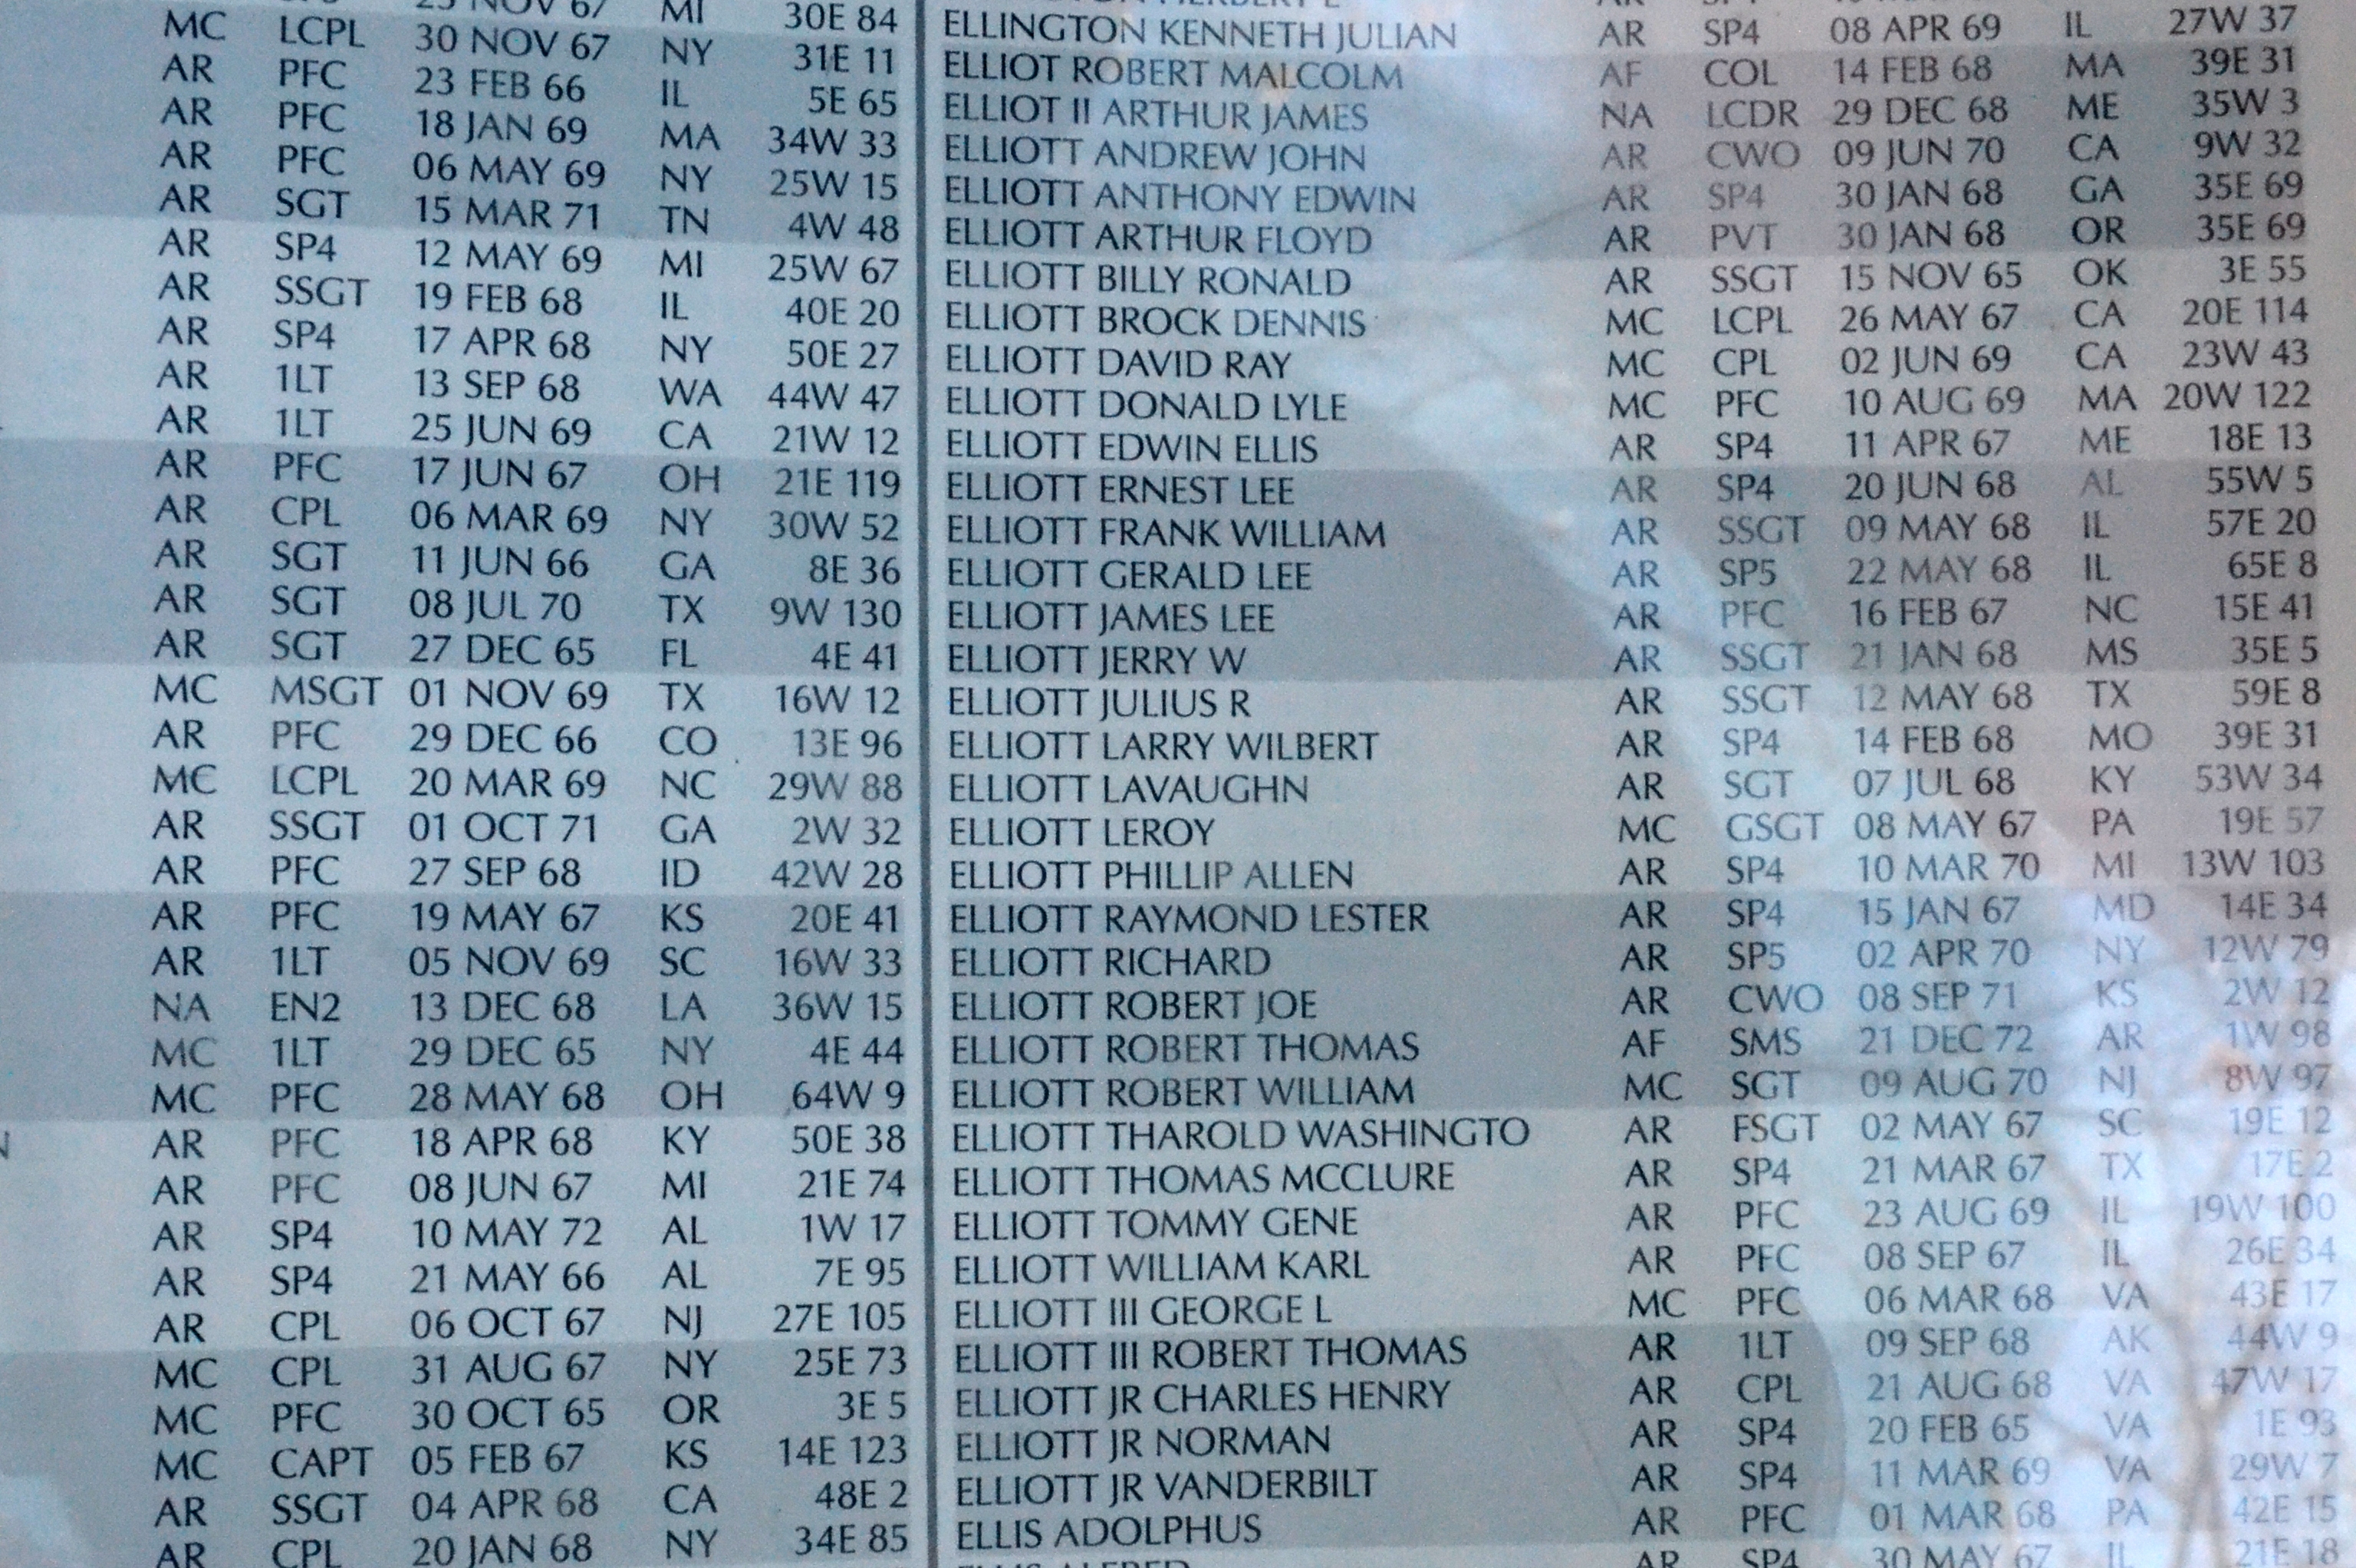 NOV 67 MI 30E 84
MC LCPL 30 NOV 67 NY 31E 11
AR PFC 23 FEB 66 IL 5E 65
AR PFC 18 JAN 69 MA 34W 33
AR PFC 06 MAY 69 NY 25W 15
AR SGT 15 MAR 71 TN 4W 48
AR SP4 12 MAY 69 MI 25W 67
AR SSGT 19 FEB 68 IL 40E 20
AR SP4 17 APR 68 NY 50E 27
AR 1LT 13 SEP 68 WA 44W 47
AR 1LT 25 JUN 69 CA 21W 12
AR PFC 17 JUN 67 OH 21E 119
AR CPL 06 MAR 69 NY 30W 52
AR SGT 11 JUN 66 GA 8E 36
AR SGT 08 JUL 70 TX 9W 130
AR SGT 27 DEC 65 FL 4E 41
MC MSGT 01 NOV 69 TX 16W 12
AR PFC 29 DEC 66 CO 13E 96
MC LCPL 20 MAR 69 NC 29W 88
AR SSGT 01 OCT 71 GA 2W 32
AR PFC 27 SEP 68 ID 42W 28
AR PFC 19 MAY 67 KS 20E 41
AR 1LT 05 NOV 69 SC 16W 33
NA EN2 13 DEC 68 LA 36W 15
MC 1LT 29 DEC 65 NY 4E 44
MC PFC 28 MAY 68 OH 64W 9
N AR PFC 18 APR 68 KY 50E 38
AR PFC 08 JUN 67 MI 21E 74
AR SP4 10 MAY 72 AL 1W 17
AR SP4 21 MAY 66 AL 7E 95
AR CPL 06 OCT 67 NJ 27E 105
MC CPL 31 AUG 67 NY 25E 73
MC PFC 30 OCT 65 OR 3E 5
MC CAPT 05 FEB 67 KS 14E 123
AR SSGT 04 APR 68 CA 48E 2
AR CPL 20 JAN 68 NY 34E 85
ELLINGTON KENNETH JULIAN AR SP4 08 APR 69 IL 27W 37
ELLIOT ROBERT MALCOLM AF COL 14 FEB 68 MA 39E 31
ELLIOT II ARTHUR JAMES NA LCDR 29 DEC 68 ME 35W 3
ELLIOTT ANDREW JOHN AR CWO 09 JUN 70 CA 9W 32
ELLIOTT ANTHONY EDWIN AR SP4 30 JAN 68 GA 35E 69
ELLIOTT ARTHUR FLOYD AR PVT 30 JAN 68 OR 35E 69
ELLIOTT BILLY RONALD AR SSGT 15 NOV 65 OK 3E 55
ELLIOTT BROCK DENNIS MC LCPL 26 MAY 67 CA 20E 114
ELLIOTT DAVID RAY MC CPL 02 JUN 69 CA 23W 43
ELLIOTT DONALD LYLE MC PFC 10 AUG 69 MA 20W 122
ELLIOTT EDWIN ELLIS AR SP4 11 APR 67 ME 18E 13
ELLIOTT ERNEST LEE AR SP4 20 JUN 68 AL 55W 5
ELLIOTT FRANK WILLIAM AR SSGT 09 MAY 68 IL 57E 20
ELLIOTT GERALD LEE AR SP5 22 MAY 68 IL 65E 8
ELLIOTT JAMES LEE AR PFC 16 FEB 67 NC 15E 41
ELLIOTT JERRY W AR SSGT 21 JAN 68 MS 35E 5
ELLIOTT JULIUS R AR SSGT 12 MAY 68 TX 59E 8
ELLIOTT LARRY WILBERT AR SP4 14 FEB 68 MO 39E 31
ELLIOTT LAVAUGHN AR SGT 07 JUL 68 KY 53W 34
ELLIOTT LEROY MC GSGT 08 MAY 67 PA 19E 57
ELLIOTT PHILLIP ALLEN AR SP4 10 MAR 70 MI 13W 103
ELLIOTT RAYMOND LESTER AR SP4 15 JAN 67 MD 14E 34
ELLIOTT RICHARD AR SP5 02 APR 70 NY 12W 79
ELLIOTT ROBERT JOE AR CWO 08 SEP 71 KS 2W 12
ELLIOTT ROBERT THOMAS AF SMS 21 DEC 72 AR 1W 98
ELLIOTT ROBERT WILLIAM MC SGT 09 AUG 70 NJ 8W 97
ELLIOTT THAROLD WASHINGTO AR FSGT 02 MAY 67 SC 19E 12
ELLIOTT THOMAS MCCLURE AR SP4 21 MAR 67 TX 17E 2
ELLIOTT TOMMY GENE AR PFC 23 AUG 69 IL 19W 100
ELLIOTT WILLIAM KARL AR PFC 08 SEP 67 IL 26E 34
ELLIOTT III GEORGE L MC PFC 06 MAR 68 VA 43E 17
ELLIOTT III ROBERT THOMAS AR 1LT 09 SEP 68 AK 44W 9
ELLIOTT JR CHARLES HENRY AR CPL 21 AUG 68 VA 47W 17
ELLIOTT JR NORMAN AR SP4 20 FEB 65 VA 1E 93
ELLIOTT JR VANDERBILT AR SP4 11 MAR 69 VA 29W 7
ELLIS ADOLPHUS AR PFC 01 MAR 68 PA 42E 15
ELLIS ALFRED AR SP4 30 MAY 67 IL 21E 18